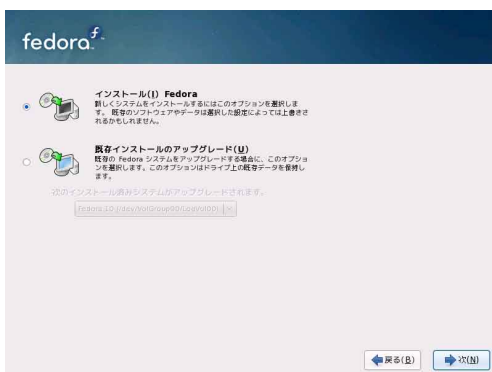 fedora
インストール(I) Fedora
新しくシステムをインストールするにはこのオプションを選択しま
す。 既存のソフトウェアやデータは選択した設定によっては上書きさ
れるかもしれません。
既存インストールのアップグレード(U)
既存の Fedora システムをアップグレードする場合に、このオプショ
ンを選択します。このオプションはドライブ上の既存データを保持し
ます。
次のインストール済みシステムがアップグレードされます。
戻る(B)
次(N)